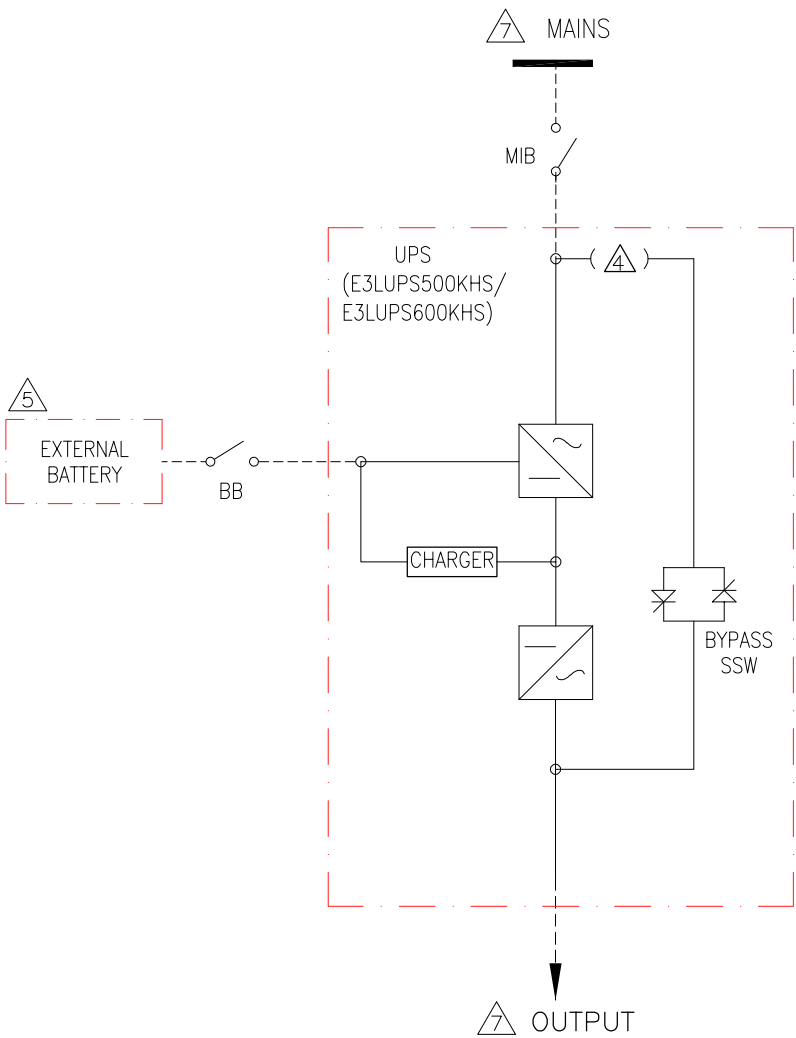 7 MAINS
MIB
UPS
(E3LUPS500KHS/
E3LUPS600KHS)
( 4 )
5
EXTERNAL
BATTERY
BB
CHARGER
BYPASS
SSW
7 OUTPUT